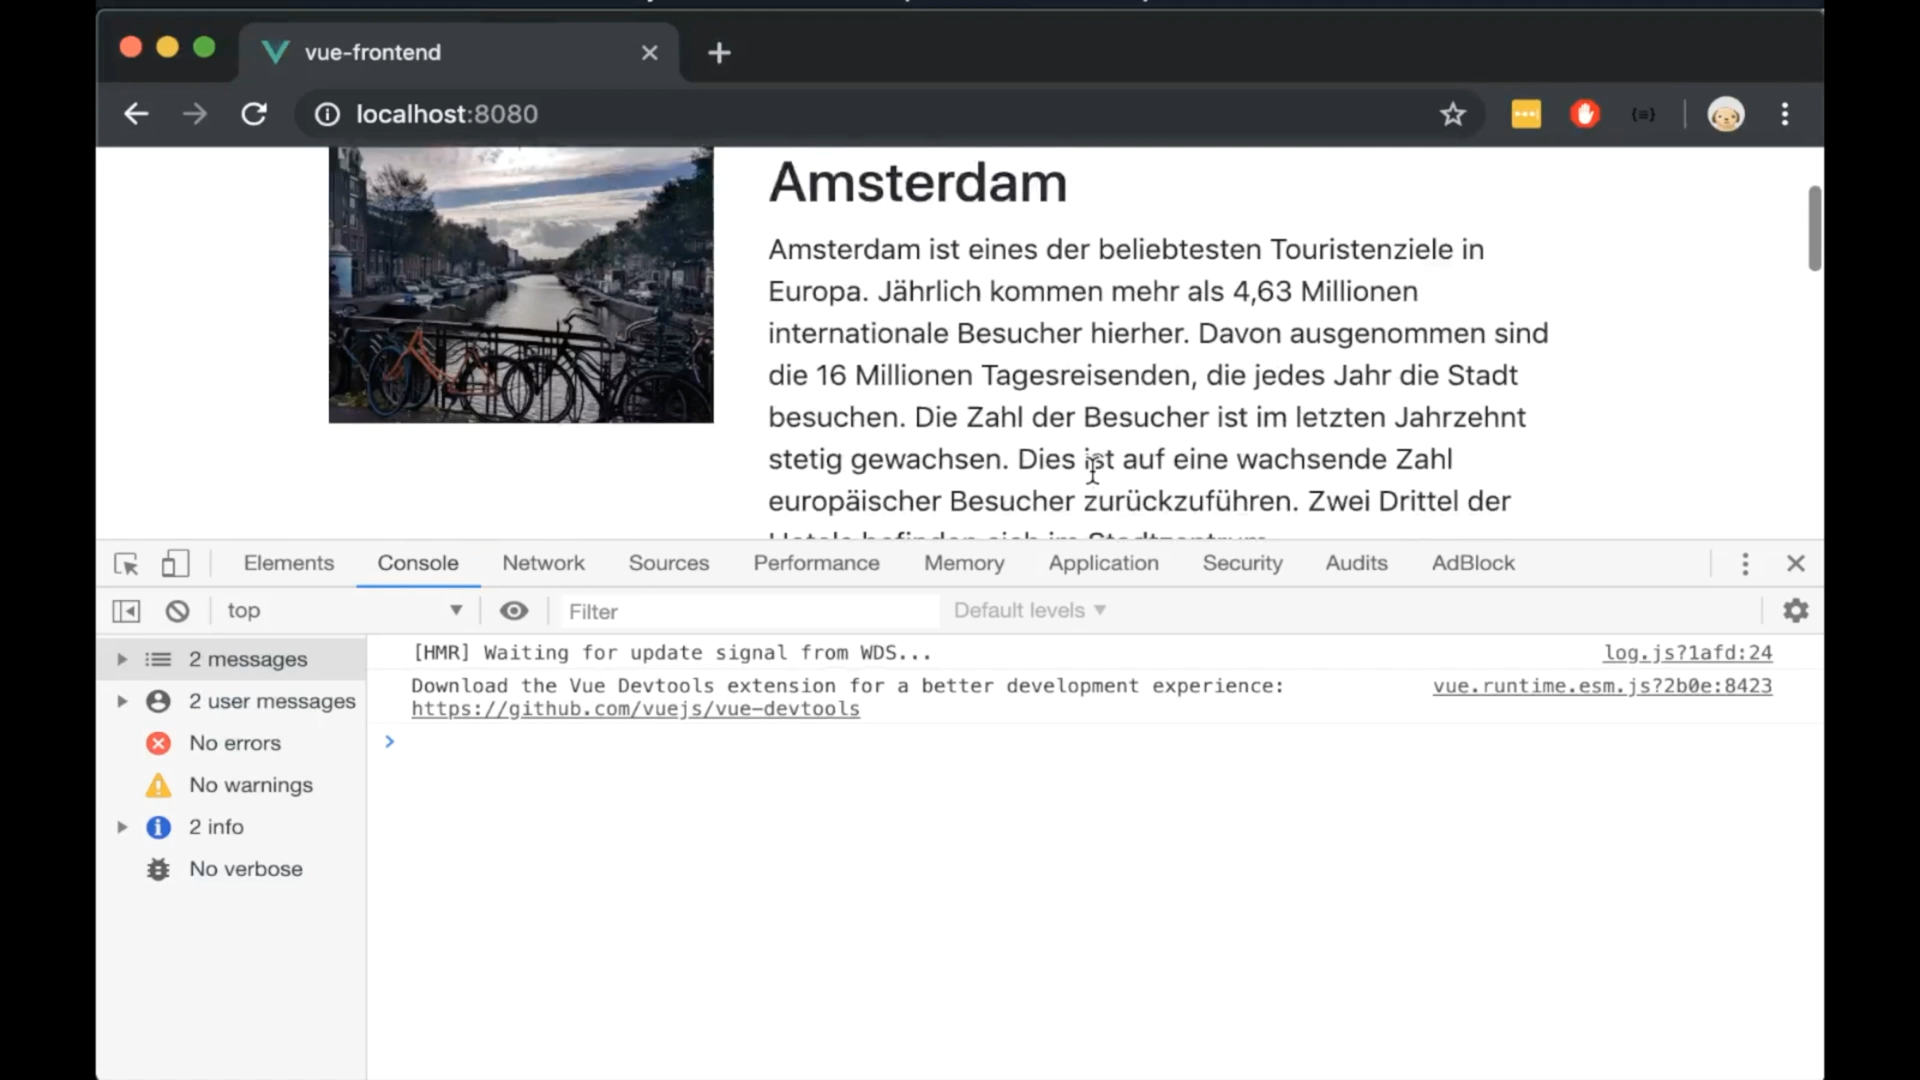 vue-frontend
localhost:8080
Amsterdam
Amsterdam ist eines der beliebtesten Touristenziele in
Europa. Jährlich kommen mehr als 4,63 Millionen
internationale Besucher hierher. Davon ausgenommen sind
die 16 Millionen Tagesreisenden, die jedes Jahr die Stadt
besuchen. Die Zahl der Besucher ist im letzten Jahrzehnt
stetig gewachsen. Dies ist auf eine wachsende Zahl
europäischer Besucher zurückzuführen. Zwei Drittel der
Hotels befinden sich im Stadtzentrum.
Elements Console Network Sources Performance Memory Application Security Audits AdBlock
top Filter Default levels
2 messages
2 user messages
No errors
No warnings
2 info
No verbose
[HMR] Waiting for update signal from WDS... log.js?1afd:24
Download the Vue Devtools extension for a better development experience: vue.runtime.esm.js?2b0e:8423
https://github.com/vuejs/vue-devtools